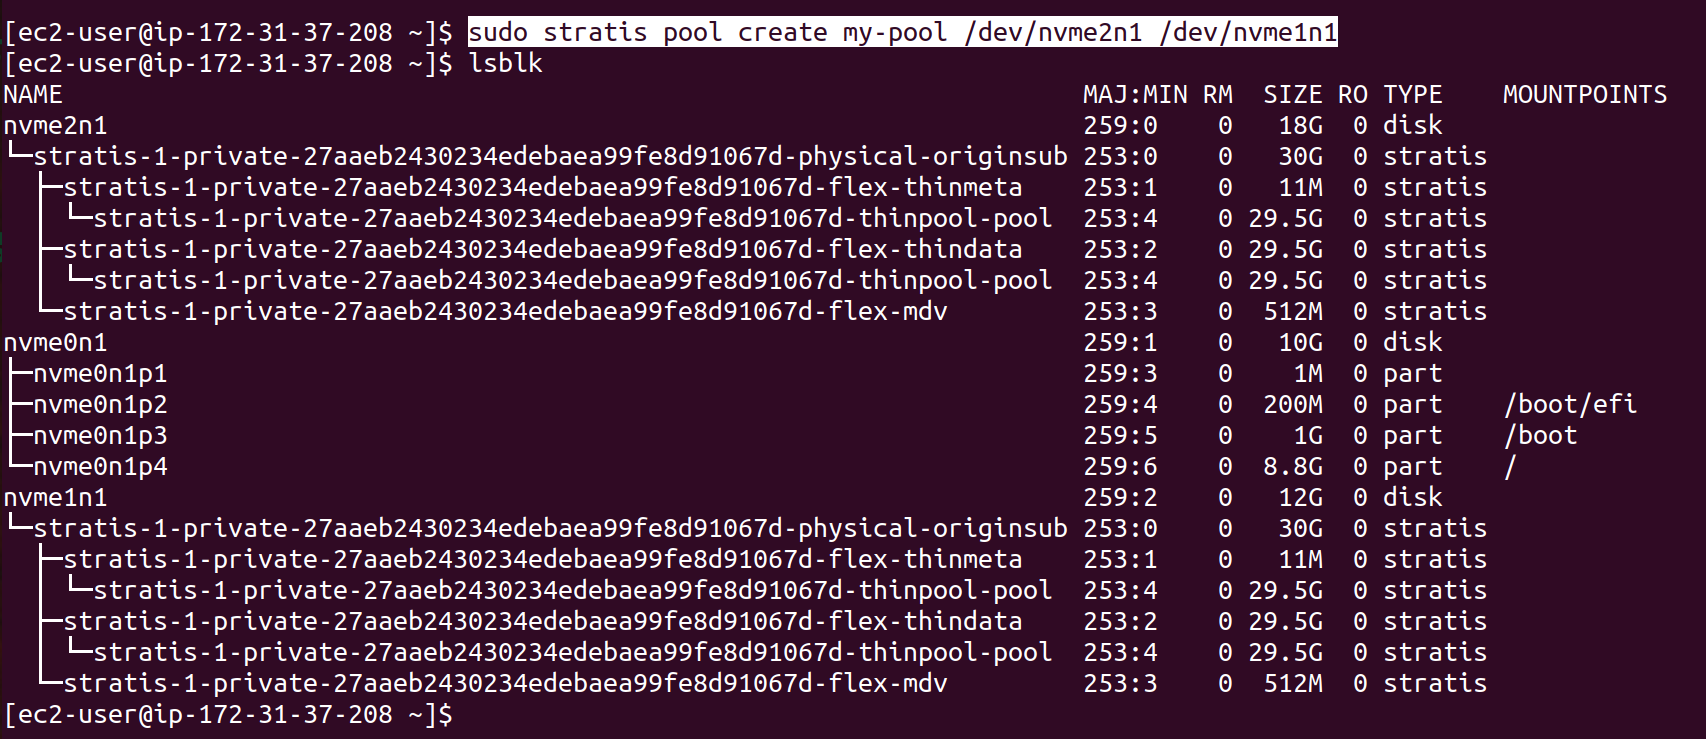 [ec2-user@ip-172-31-37-208 ~]$ sudo stratis pool create my-pool /dev/nvme2n1 /dev/nvme1n1
[ec2-user@ip-172-31-37-208 ~]$ lsblk
NAME MAJ:MIN RM SIZE RO TYPE MOUNTPOINTS
nvme2n1 259:0 0 18G 0 disk
└─stratis-1-private-27aaeb2430234edebaea99fe8d91067d-physical-originsub 253:0 0 30G 0 stratis
  ├─stratis-1-private-27aaeb2430234edebaea99fe8d91067d-flex-thinmeta 253:1 0 11M 0 stratis
  │ └─stratis-1-private-27aaeb2430234edebaea99fe8d91067d-thinpool-pool 253:4 0 29.5G 0 stratis
  ├─stratis-1-private-27aaeb2430234edebaea99fe8d91067d-flex-thindata 253:2 0 29.5G 0 stratis
  │ └─stratis-1-private-27aaeb2430234edebaea99fe8d91067d-thinpool-pool 253:4 0 29.5G 0 stratis
  └─stratis-1-private-27aaeb2430234edebaea99fe8d91067d-flex-mdv 253:3 0 512M 0 stratis
nvme0n1 259:1 0 10G 0 disk
├─nvme0n1p1 259:3 0 1M 0 part
├─nvme0n1p2 259:4 0 200M 0 part /boot/efi
├─nvme0n1p3 259:5 0 1G 0 part /boot
└─nvme0n1p4 259:6 0 8.8G 0 part /
nvme1n1 259:2 0 12G 0 disk
└─stratis-1-private-27aaeb2430234edebaea99fe8d91067d-physical-originsub 253:0 0 30G 0 stratis
  ├─stratis-1-private-27aaeb2430234edebaea99fe8d91067d-flex-thinmeta 253:1 0 11M 0 stratis
  │ └─stratis-1-private-27aaeb2430234edebaea99fe8d91067d-thinpool-pool 253:4 0 29.5G 0 stratis
  ├─stratis-1-private-27aaeb2430234edebaea99fe8d91067d-flex-thindata 253:2 0 29.5G 0 stratis
  │ └─stratis-1-private-27aaeb2430234edebaea99fe8d91067d-thinpool-pool 253:4 0 29.5G 0 stratis
  └─stratis-1-private-27aaeb2430234edebaea99fe8d91067d-flex-mdv 253:3 0 512M 0 stratis
[ec2-user@ip-172-31-37-208 ~]$